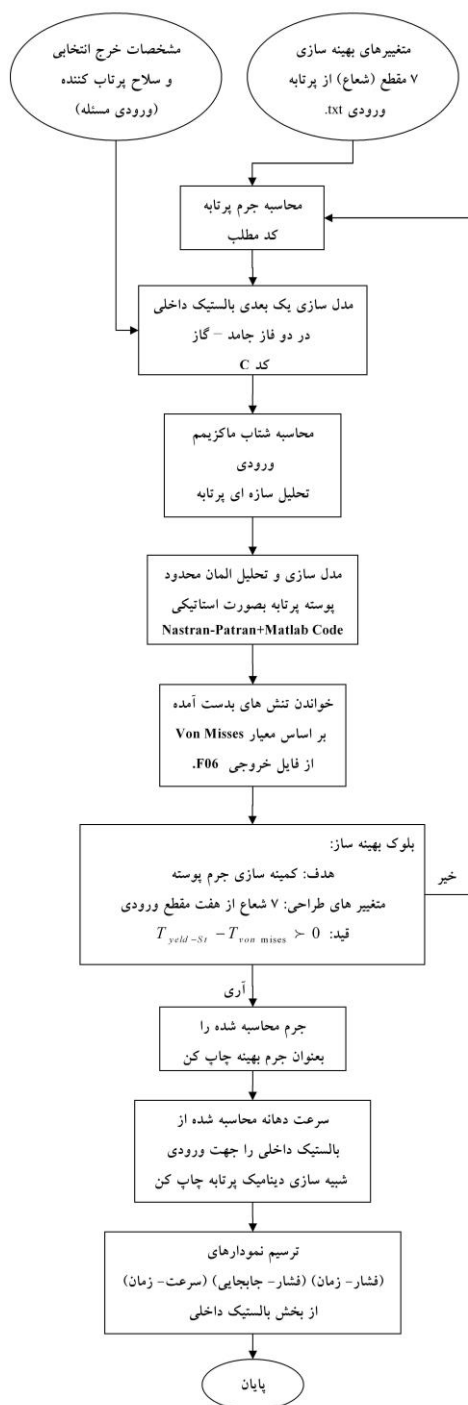 مشخصات خرج انتخابی
و سلاح پرتاب کننده
(ورودی مسئله)
متغییرهای بهینه سازی
۷ مقطع (شعاع) از پرتابه
ورودی txt.
محاسبه جرم پرتابه
کد مطلب
مدل سازی یک بعدی بالستیک داخلی
در دو فاز جامد – گاز
کد C
محاسبه شتاب ماکزیمم
ورودی
تحلیل سازه ای پرتابه
مدل سازی و تحلیل المان محدود
پوسته پرتابه بصورت استاتیکی
Nastran-Patran+Matlab Code
خواندن تنش های بدست آمده
بر اساس معیار Von Misses
از فایل خروجی F06.
بلوک بهینه ساز:
هدف: کمینه سازی جرم پوسته
متغییر های طراحی: ۷ شعاع از هفت مقطع ورودی
قید: T yeld-St - T von mises ≻ 0
خیر
آری
جرم محاسبه شده را
بعنوان جرم بهینه چاپ کن
سرعت دهانه محاسبه شده از
بالستیک داخلی را جهت ورودی
شبیه سازی دینامیک پرتابه چاپ کن
ترسیم نمودارهای
(فشار- زمان) (فشار- جابجایی) (سرعت- زمان)
از بخش بالستیک داخلی
پایان